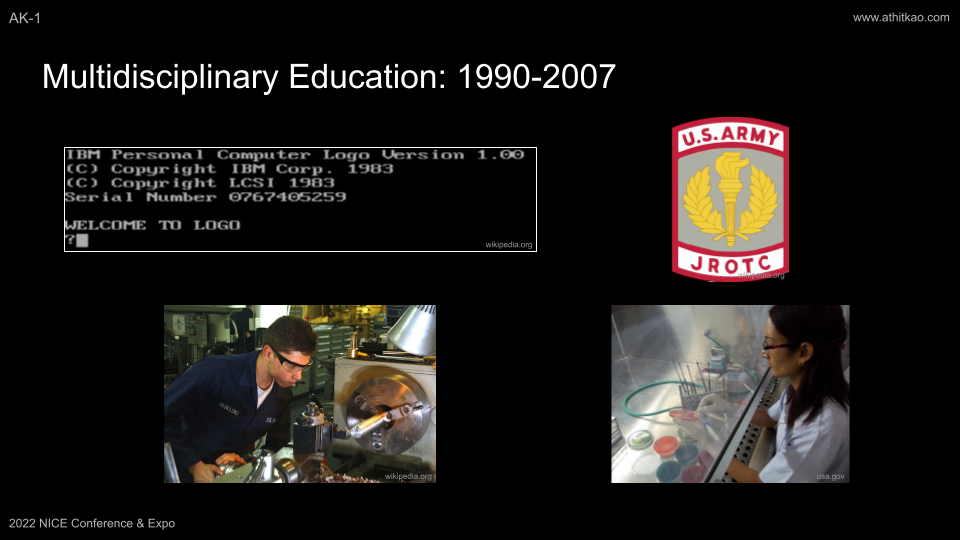 AK-1
www.athitkao.com
Multidisciplinary Education: 1990-2007
IBM Personal Computer Logo Version 1.00
(C) Copyright IBM Corp. 1983
(C) Copyright LCSI 1983
Serial Number 0767405259
WELCOME TO LOGO
?
wikipedia.org
U.S. ARMY
JROTC
wikipedia.org
wikipedia.org
usa.gov
2022 NICE Conference & Expo